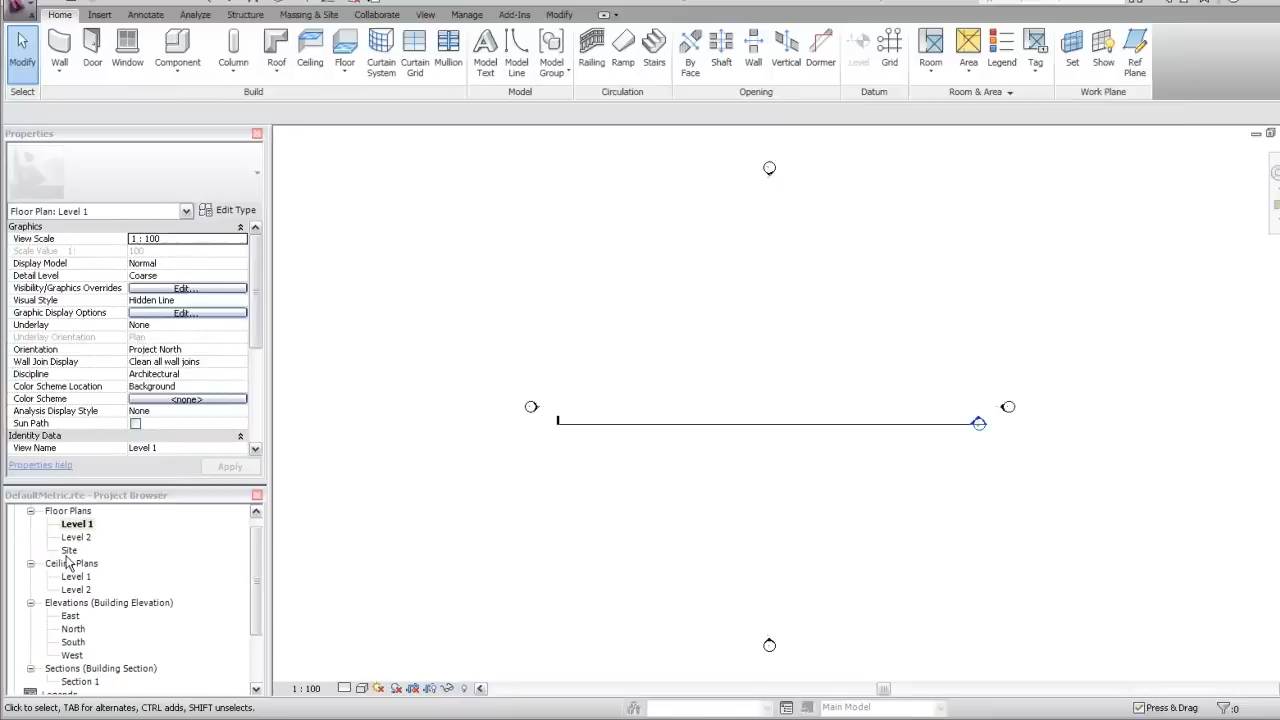 Home Insert Annotate Analyze Structure Massing & Site Collaborate View Manage Add-Ins Modify
Modify Wall Door Window Component Column Roof Ceiling Floor Curtain System Curtain Grid Mullion Model Text Model Line Model Group Railing Ramp Stairs By Face Shaft Wall Vertical Dormer Level Grid Room Area Legend Tag Set Show Ref Plane
Select Build Model Circulation Opening Datum Room & Area Work Plane
Properties
Floor Plan: Level 1 Edit Type
Graphics
View Scale 1 : 100
Scale Value 1: 100
Display Model Normal
Detail Level Coarse
Visibility/Graphics Overrides Edit...
Visual Style Hidden Line
Graphic Display Options Edit...
Underlay None
Underlay Orientation Plan
Orientation Project North
Wall Join Display Clean all wall joins
Discipline Architectural
Color Scheme Location Background
Color Scheme <none>
Analysis Display Style None
Sun Path
Identity Data
View Name Level 1
Properties help Apply
DefaultMetric.rte - Project Browser
Floor Plans
Level 1
Level 2
Site
Ceiling Plans
Level 1
Level 2
Elevations (Building Elevation)
East
North
South
West
Sections (Building Section)
Section 1
Legends
1 : 100
Click to select, TAB for alternates, CTRL adds, SHIFT unselects. Main Model Press & Drag :0